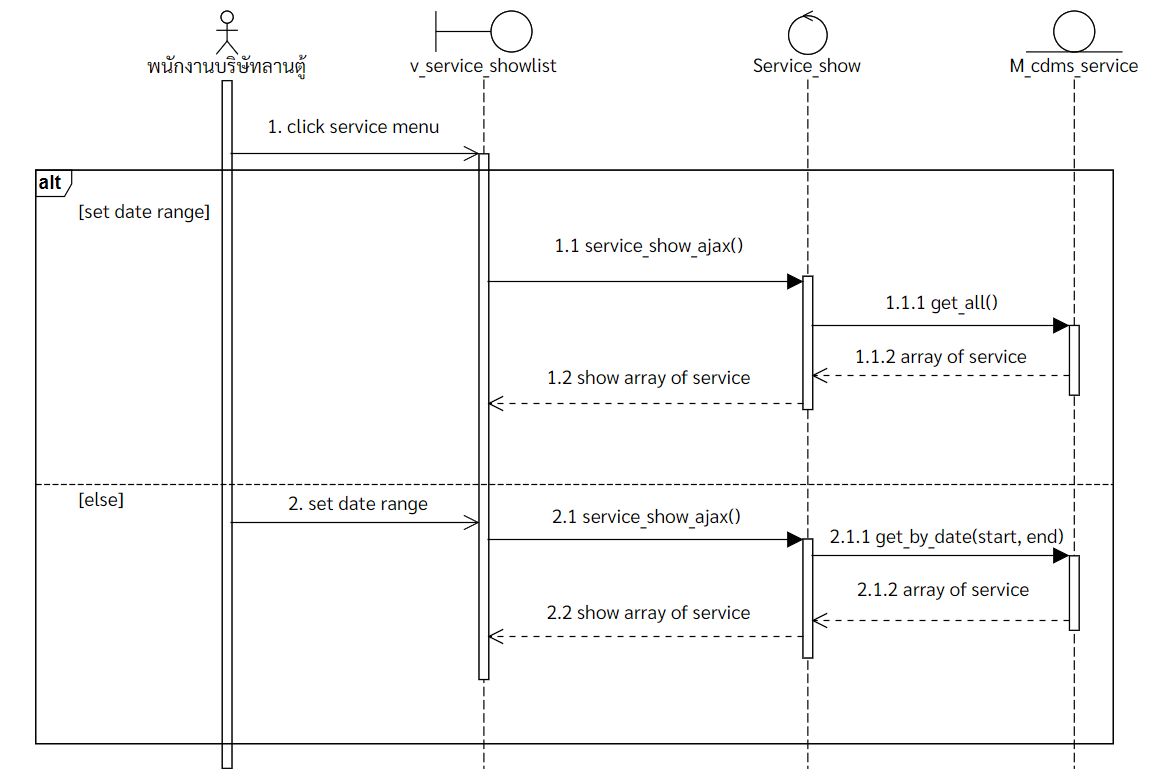 พนักงานบริษัทลานตู้
v_service_showlist
Service_show
M_cdms_service
1. click service menu
alt
[set date range]
1.1 service_show_ajax()
1.1.1 get_all()
1.1.2 array of service
1.2 show array of service
[else]
2. set date range
2.1 service_show_ajax()
2.1.1 get_by_date(start, end)
2.1.2 array of service
2.2 show array of service